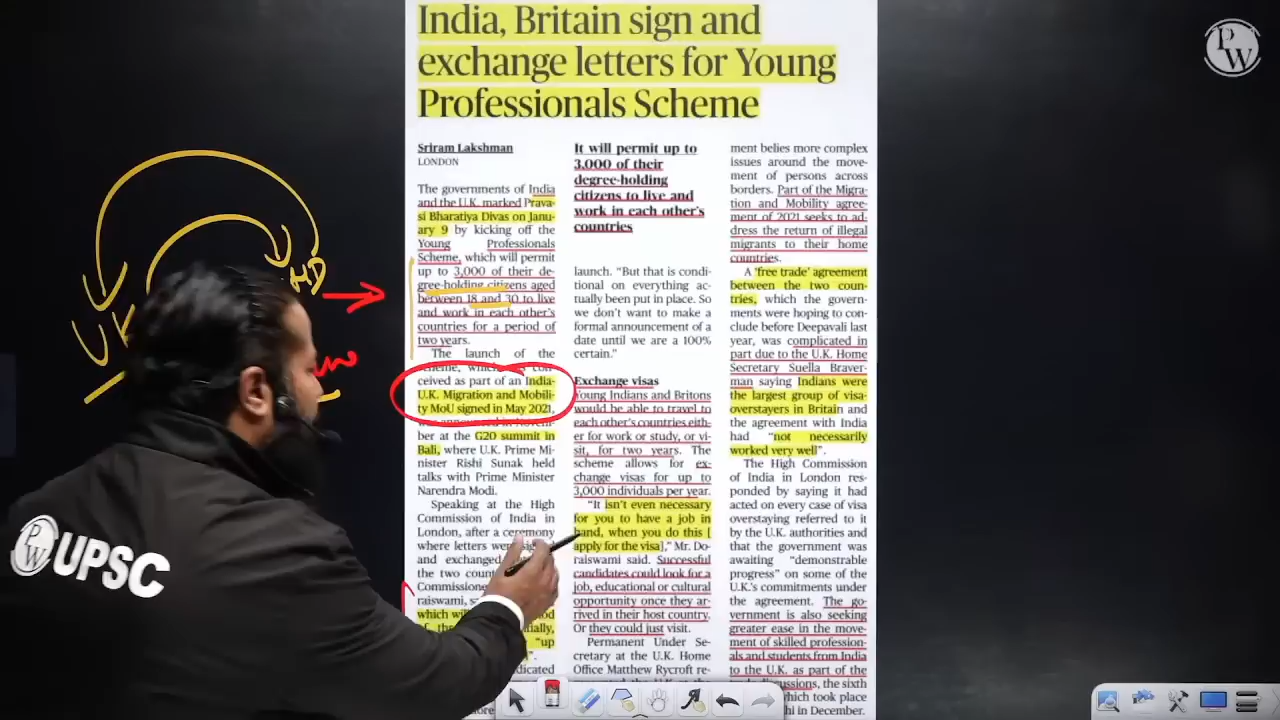 India, Britain sign and
exchange letters for Young
Professionals Scheme
Sriram Lakshman
LONDON
The governments of India
and the U.K. marked Prava-
si Bharatiya Divas on Janu-
ary 9 by kicking off the
Young Professionals
Scheme, which will permit
up to 3,000 of their de-
gree-holding citizens aged
between 18 and 30 to live
and work in each other's
countries for a period of
two years.
The launch of the
ceived as part of an India-
U.K. Migration and Mobili-
ty MoU signed in May 2021,
ber at the G20 summit in
Bali, where U.K. Prime Mi-
nister Rishi Sunak held
talks with Prime Minister
Narendra Modi.
Speaking at the High
Commission of India in
London, after a ceremony
where letters
and exchanged
the two
raiswami,
which
"up
It will permit up to
3,000 of their
degree-holding
citizens to live and
work in each other's
countries
launch. "But that is condi-
tional on everything ac-
tually been put in place. So
we don't want to make a
formal announcement of a
date until we are a 100%
certain."
Exchange visas
Young Indians and Britons
would be able to travel to
each other's countries eith-
er for work or study, or vi-
sit, for two years. The
scheme allows for ex-
change visas for up to
3,000 individuals per year.
"It isn't even necessary
for you to have a job in
hand, when you do this [
apply for the visa]," Mr. Do-
raiswami said. Successful
candidates could look for a
job, educational or cultural
opportunity once they ar-
rived in their host country.
Or they could just visit.
Permanent Under Se-
cretary at the U.K. Home
Office Matthew Rycroft re-
ment belies more complex
issues around the move-
ment of persons across
borders. Part of the Migra-
tion and Mobility agree-
ment of 2021 seeks to ad-
dress the return of illegal
migrants to their home
countries.
A 'free trade' agreement
between the two coun-
tries, which the govern-
ments were hoping to con-
clude before Deepavali last
year, was complicated in
part due to the U.K. Home
Secretary Suella Braver-
man saying Indians were
the largest group of visa-
overstayers in Britain and
the agreement with India
had "not necessarily
worked very well".
The High Commission
of India in London res-
ponded by saying it had
acted on every case of visa
overstaying referred to it
by the U.K. authorities and
that the government was
awaiting "demonstrable
progress" on some of the
U.K.'s commitments under
the agreement. The go-
vernment is also seeking
greater ease in the move-
ment of skilled profession-
als and students from India
to the U.K. as part of the
discussions, the sixth
which took place
hi in December.
UK
PW
PW UPSC